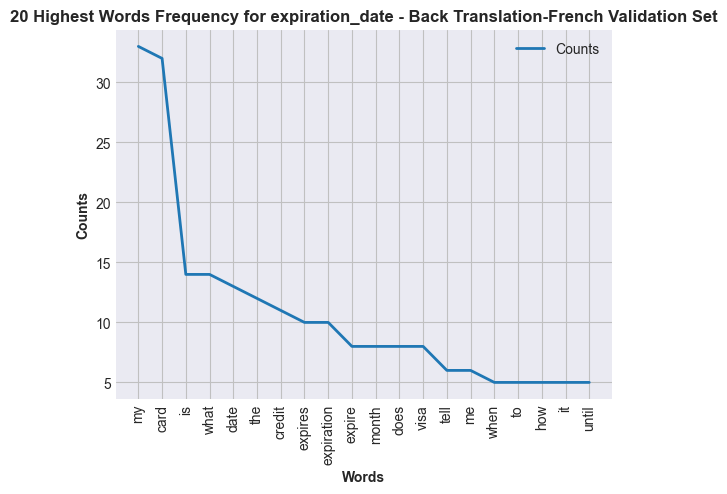 20 Highest Words Frequency for expiration_date - Back Translation-French Validation Set
Counts
Counts
30
25
20
15
10
5
my
card
is
what
date
the
credit
expires
expiration
expire
month
does
visa
tell
me
when
to
how
it
until
Words